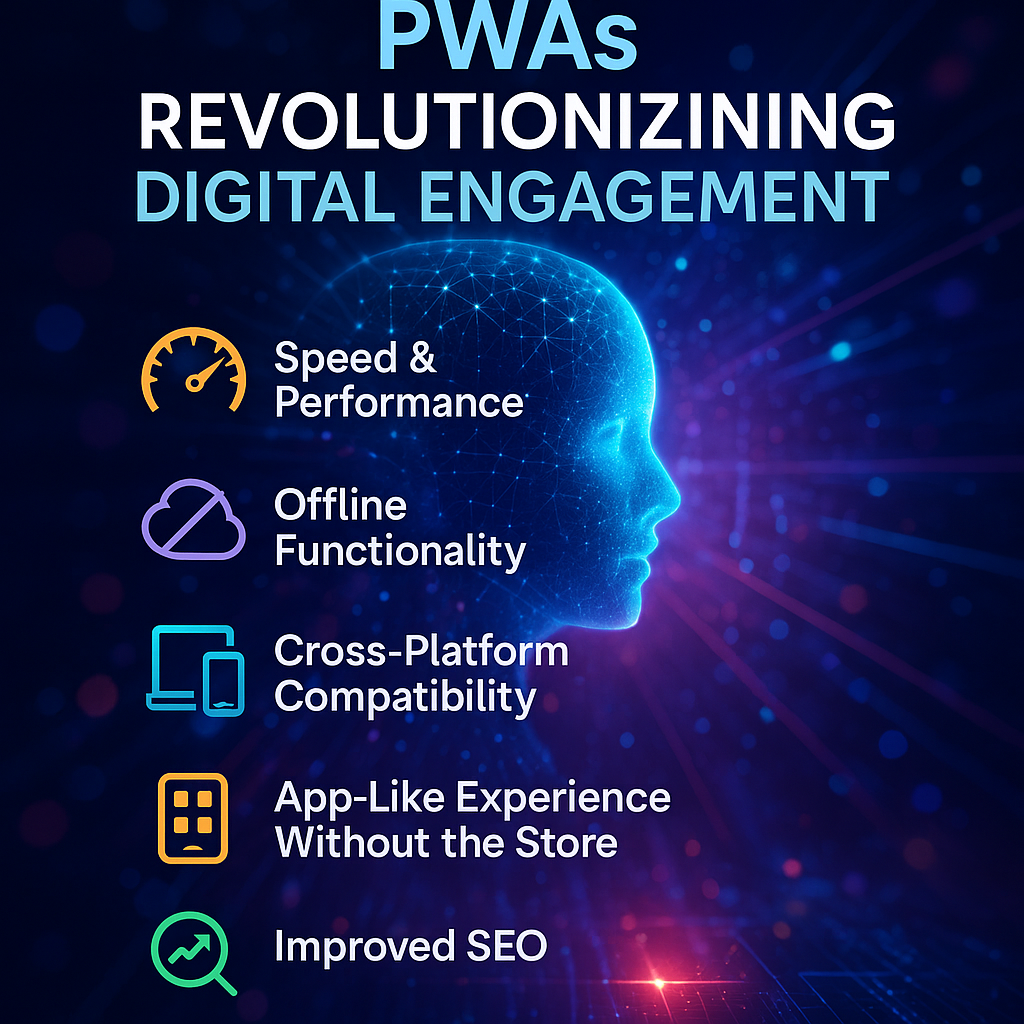 PWAs
REVOLUTIONIZINING
DIGITAL ENGAGEMENT
Speed &
Performance
Offline
Functionality
Cross-Platform
Compatibility
App-Like Experience
Without the Store
Improved SEO